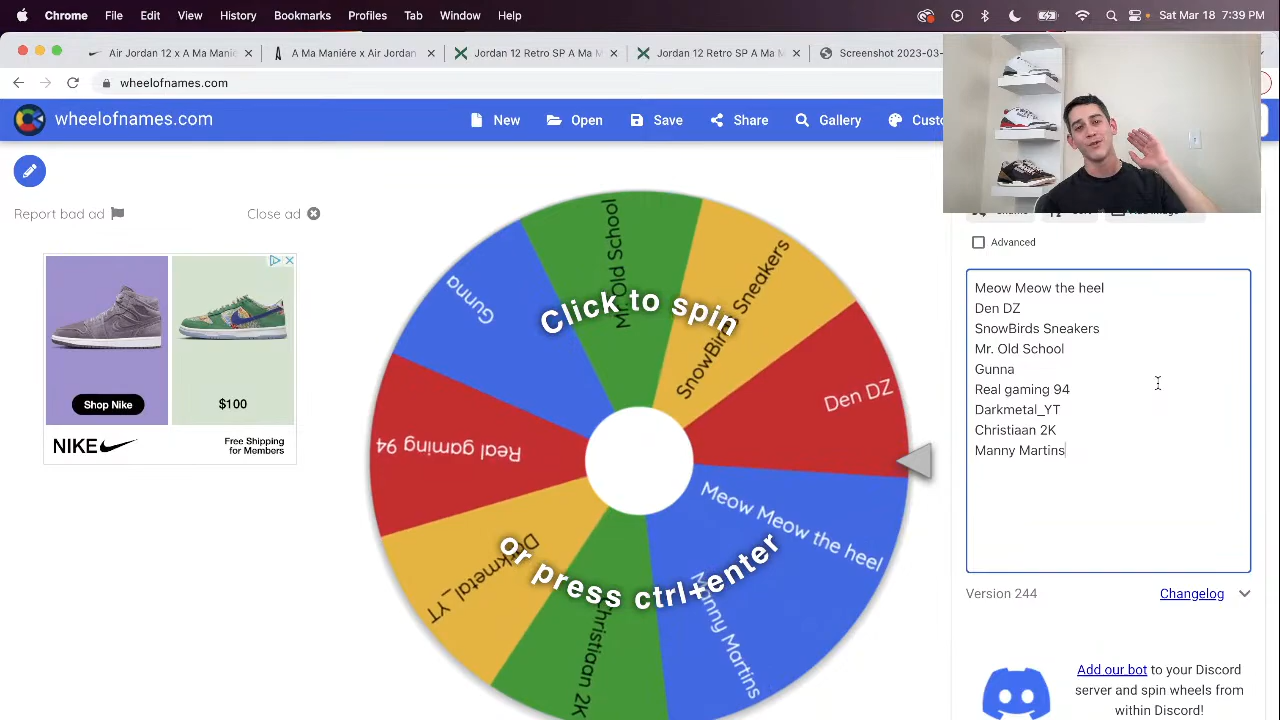 Chrome File Edit View History Bookmarks Profiles Tab Window Help Sat Mar 18 7:39 PM
Air Jordan 12 x A Ma Manié A Ma Maniére x Air Jordan Jordan 12 Retro SP A Ma M Jordan 12 Retro SP A Ma M Screenshot 2023-03-
wheelofnames.com
wheelofnames.com New Open Save Share Gallery Custo
Report bad ad Close ad
Advanced
Shop Nike $100
NIKE Free Shipping
for Members
Click to spin
or press ctrl+enter
Mr. Old School
SnowBirds Sneakers
Den DZ
Meow Meow the heel
Manny Martins
Christiaan 2K
Darkmetal_YT
Real gaming 94
Gunna
Meow Meow the heel
Den DZ
SnowBirds Sneakers
Mr. Old School
Gunna
Real gaming 94
Darkmetal_YT
Christiaan 2K
Manny Martins
Version 244 Changelog
Add our bot to your Discord
server and spin wheels from
within Discord!